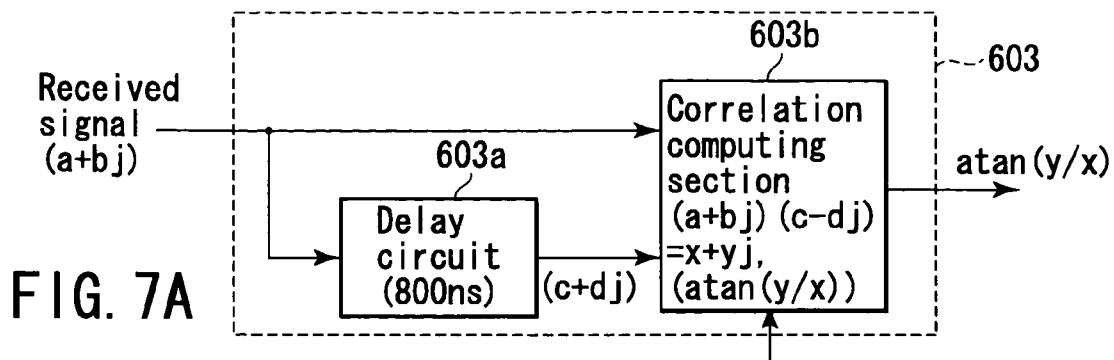 603b
603
Received
signal
(a+bj)
603a
Correlation
computing
section
(a+bj)(c-dj)
=x+yj,
(atan(y/x))
atan(y/x)
Delay
circuit
(800ns)
(c+dj)
FIG. 7A